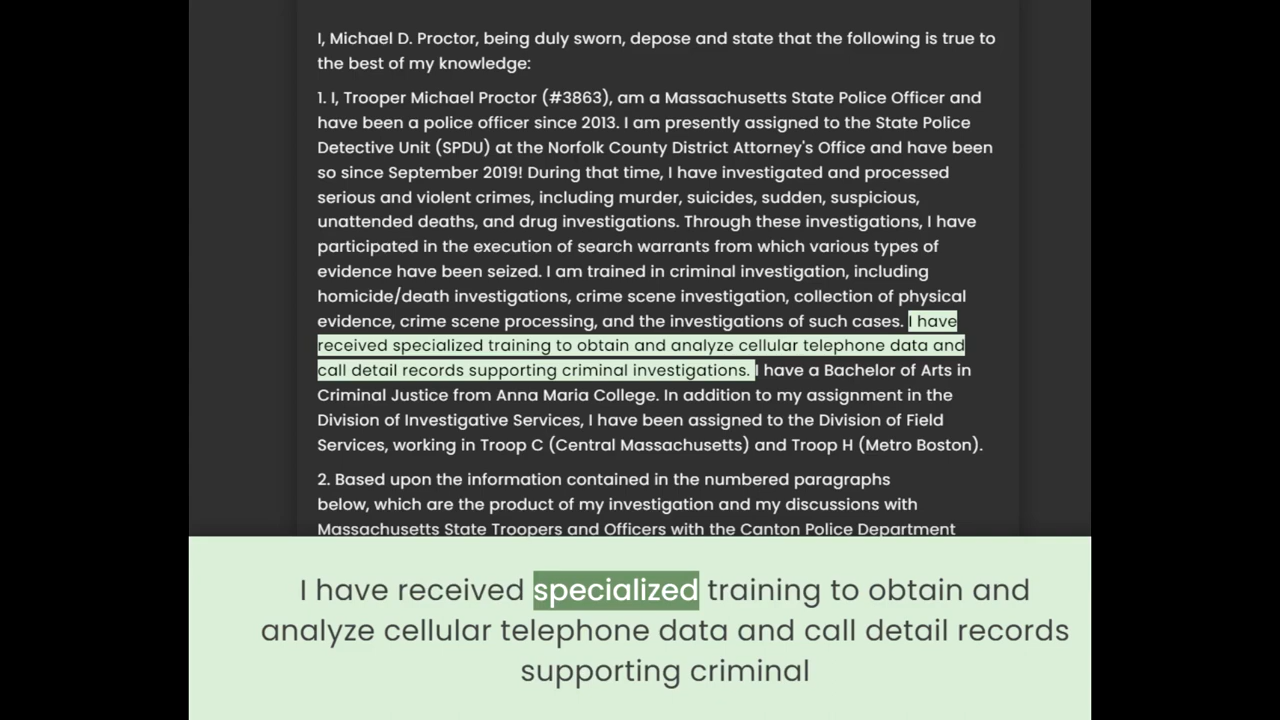 I, Michael D. Proctor, being duly sworn, depose and state that the following is true to
the best of my knowledge:
1. I, Trooper Michael Proctor (#3863), am a Massachusetts State Police Officer and
have been a police officer since 2013. I am presently assigned to the State Police
Detective Unit (SPDU) at the Norfolk County District Attorney's Office and have been
so since September 2019! During that time, I have investigated and processed
serious and violent crimes, including murder, suicides, sudden, suspicious,
unattended deaths, and drug investigations. Through these investigations, I have
participated in the execution of search warrants from which various types of
evidence have been seized. I am trained in criminal investigation, including
homicide/death investigations, crime scene investigation, collection of physical
evidence, crime scene processing, and the investigations of such cases. I have
received specialized training to obtain and analyze cellular telephone data and
call detail records supporting criminal investigations. I have a Bachelor of Arts in
Criminal Justice from Anna Maria College. In addition to my assignment in the
Division of Investigative Services, I have been assigned to the Division of Field
Services, working in Troop C (Central Massachusetts) and Troop H (Metro Boston).
2. Based upon the information contained in the numbered paragraphs
below, which are the product of my investigation and my discussions with
Massachusetts State Troopers and Officers with the Canton Police Department
I have received specialized training to obtain and
analyze cellular telephone data and call detail records
supporting criminal